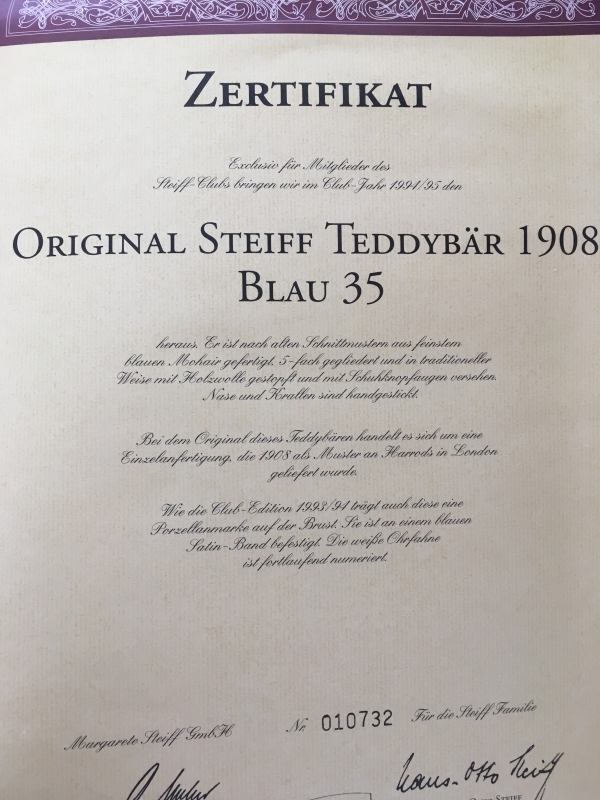 ZERTIFIKAT
Exclusiv für Mitglieder des
Steiff-Clubs bringen wir im Club-Jahr 1994/95 den
ORIGINAL STEIFF TEDDYBÄR 1908
BLAU 35
heraus. Er ist nach alten Schnittmustern aus feinstem
blauen Mohair gefertigt, 5-fach gegliedert und in traditioneller
Weise mit Holzwolle gestopft und mit Schuhknopfaugen versehen.
Nase und Krallen sind handgestickt.
Bei dem Original dieses Teddybären handelt es sich um eine
Einzelanfertigung, die 1908 als Muster an Harrods in London
geliefert wurde.
Wie die Club-Edition 1993/94 trägt auch diese eine
Porzellanmarke auf der Brust. Sie ist an einem blauen
Satin-Band befestigt. Die weiße Ohrfahne
ist fortlaufend numeriert.
Margarete Steiff GmbH Nr. 010732 Für die Steiff Familie
Hans-Otto Steiff
STEIFF